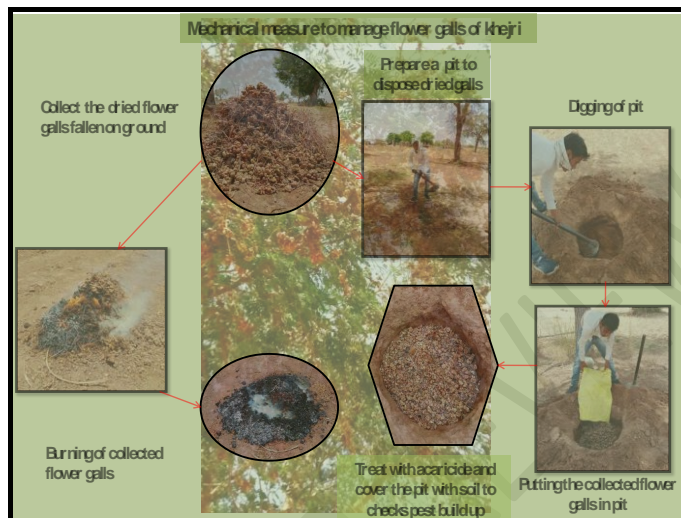 Mechanical measure to manage flower galls of khejri
Collect the dried flower
galls fallen on ground
Prepare a pit to
dispose dried galls
Digging of pit
Burning of collected
flower galls
Treat with acaricide and
cover the pit with soil to
checks pest build up
Putting the collected flower
galls in pit